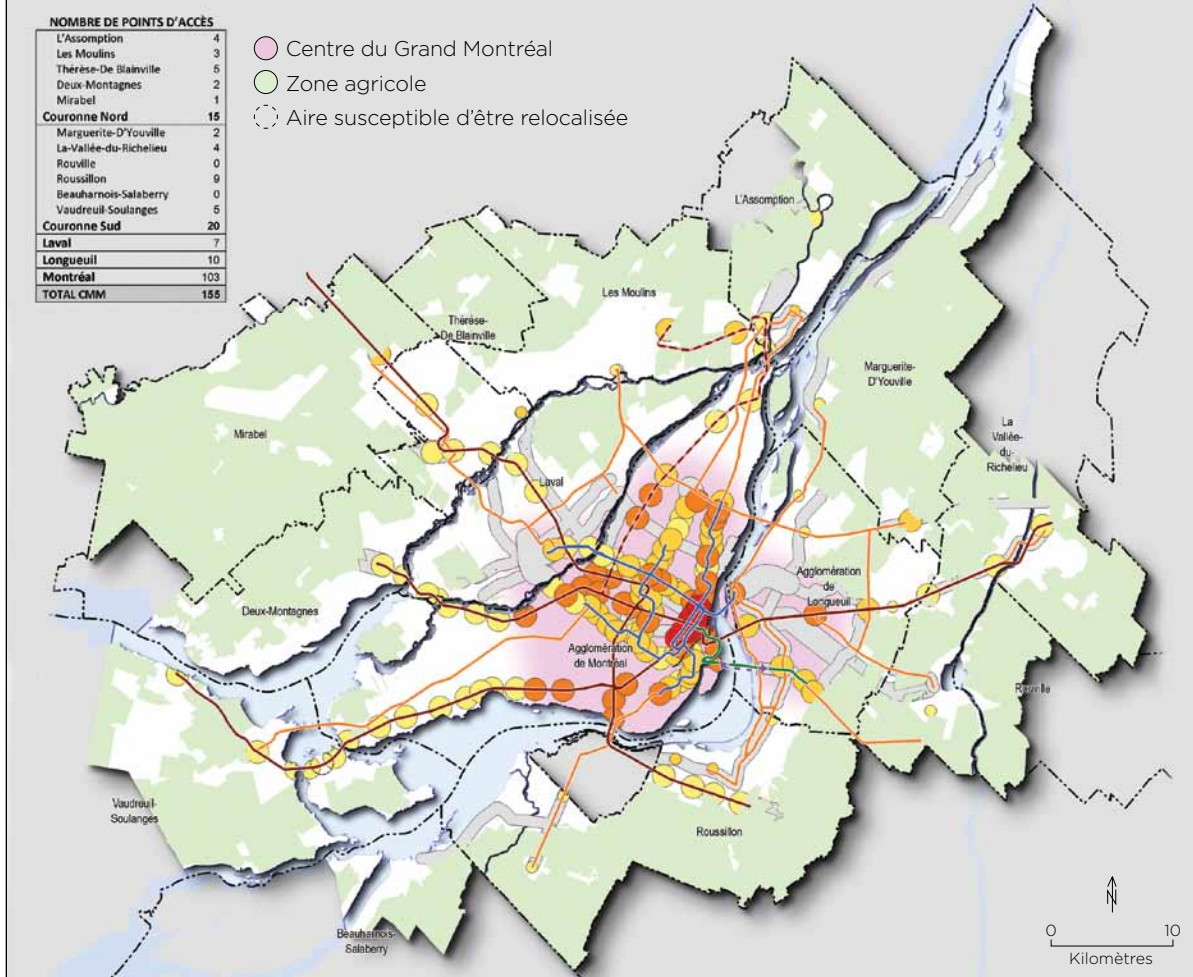 NOMBRE DE POINTS D'ACCÈS
L'Assomption 4
Les Moulins 3
Thérèse-De Blainville 5
Deux-Montagnes 2
Mirabel 1
Couronne Nord 15
Marguerite-D'Youville 2
La-Vallée-du-Richelieu 4
Rouville 0
Roussillon 9
Beauharnois-Salaberry 0
Vaudreuil-Soulanges 5
Couronne Sud 20
Laval 7
Longueuil 10
Montréal 103
TOTAL CMM 155
Centre du Grand Montréal
Zone agricole
Aire susceptible d'être relocalisée
L'Assomption
Les Moulins
Thérèse-
De Blainville
Marguerite-
D'Youville
Mirabel
La
Vallée-
du-
Richelieu
Laval
Agglomération
de
Longueuil
Deux-Montagnes
Agglomération
de Montréal
Rouville
Vaudreuil-
Soulanges
Roussillon
Beauharnois-
Salaberry
N
0 10
Kilomètres